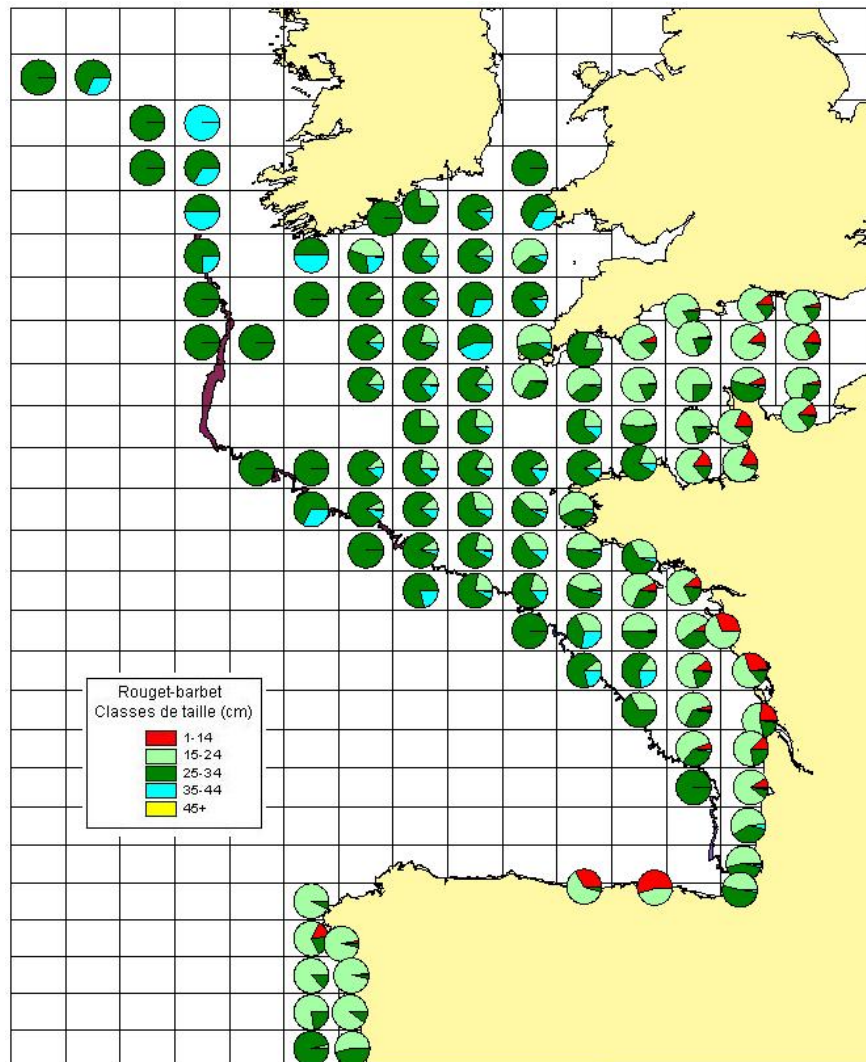 Rouget-barbet
Classes de taille (cm)
1-14
15-24
25-34
35-44
45+